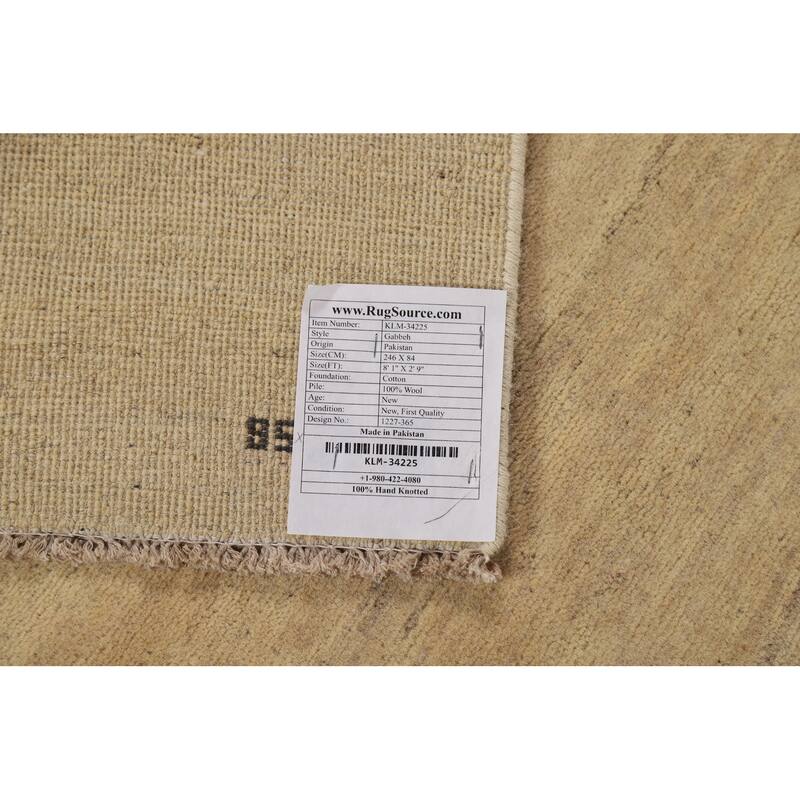 www.RugSource.com
Item Number: KLM-34225
Style Gabbeh
Origin Pakistan
Size(CM): 246 X 84
Size(FT): 8' 1" X 2' 9"
Foundation: Cotton
Pile: 100% Wool
Age: New
Condition: New, First Quality
Design No.: 1227-365
Made in Pakistan
KLM-34225
+1-980-422-4080
100% Hand Knotted
85